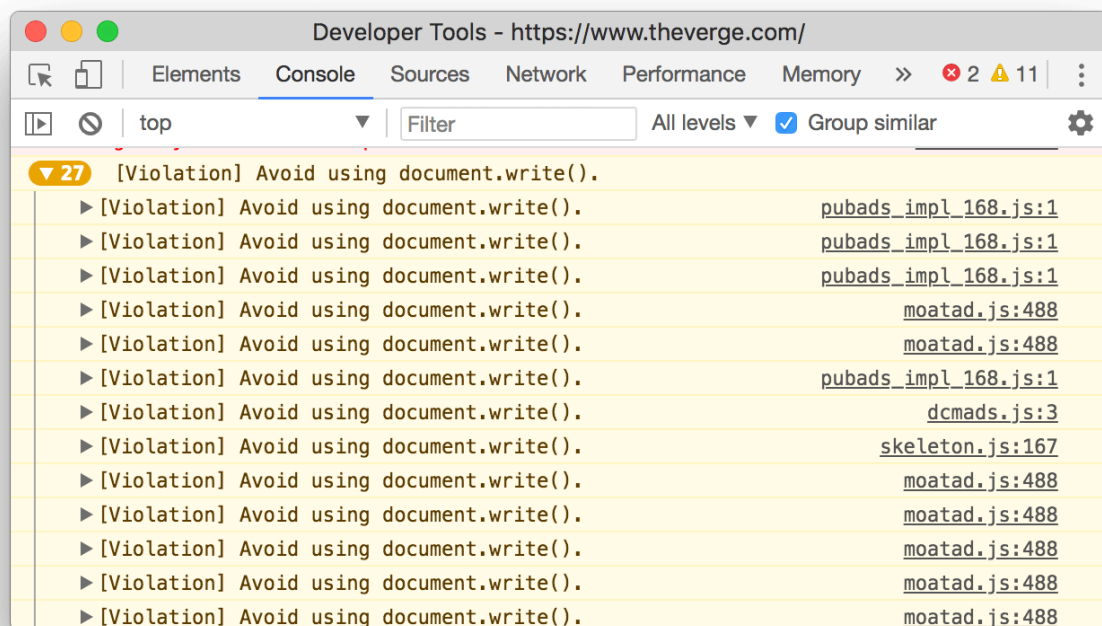 Developer Tools - https://www.theverge.com/
Elements Console Sources Network Performance Memory » 2 11
top Filter All levels Group similar
27 [Violation] Avoid using document.write().
[Violation] Avoid using document.write(). pubads_impl_168.js:1
[Violation] Avoid using document.write(). pubads_impl_168.js:1
[Violation] Avoid using document.write(). pubads_impl_168.js:1
[Violation] Avoid using document.write(). moatad.js:488
[Violation] Avoid using document.write(). moatad.js:488
[Violation] Avoid using document.write(). pubads_impl_168.js:1
[Violation] Avoid using document.write(). dcmads.js:3
[Violation] Avoid using document.write(). skeleton.js:167
[Violation] Avoid using document.write(). moatad.js:488
[Violation] Avoid using document.write(). moatad.js:488
[Violation] Avoid using document.write(). moatad.js:488
[Violation] Avoid using document.write(). moatad.js:488
[Violation] Avoid using document.write(). moatad.js:488